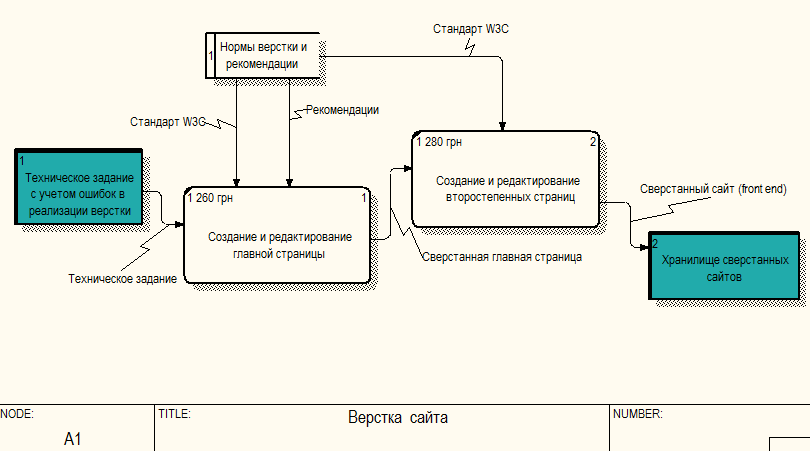 Стандарт W3C
1
Нормы верстки и
рекомендации
Стандарт W3C
Рекомендации
1
Техническое задание
с учетом ошибок в
реализации верстки
1 260 грн
1
Создание и редактирование
главной страницы
1 280 грн
2
Создание и редактирование
второстепенных страниц
Сверстанный сайт (front end)
2
Хранилище сверстанных
сайтов
Сверстанная главная страница
Техническое задание
NODE:
A1
TITLE:
Верстка сайта
NUMBER: